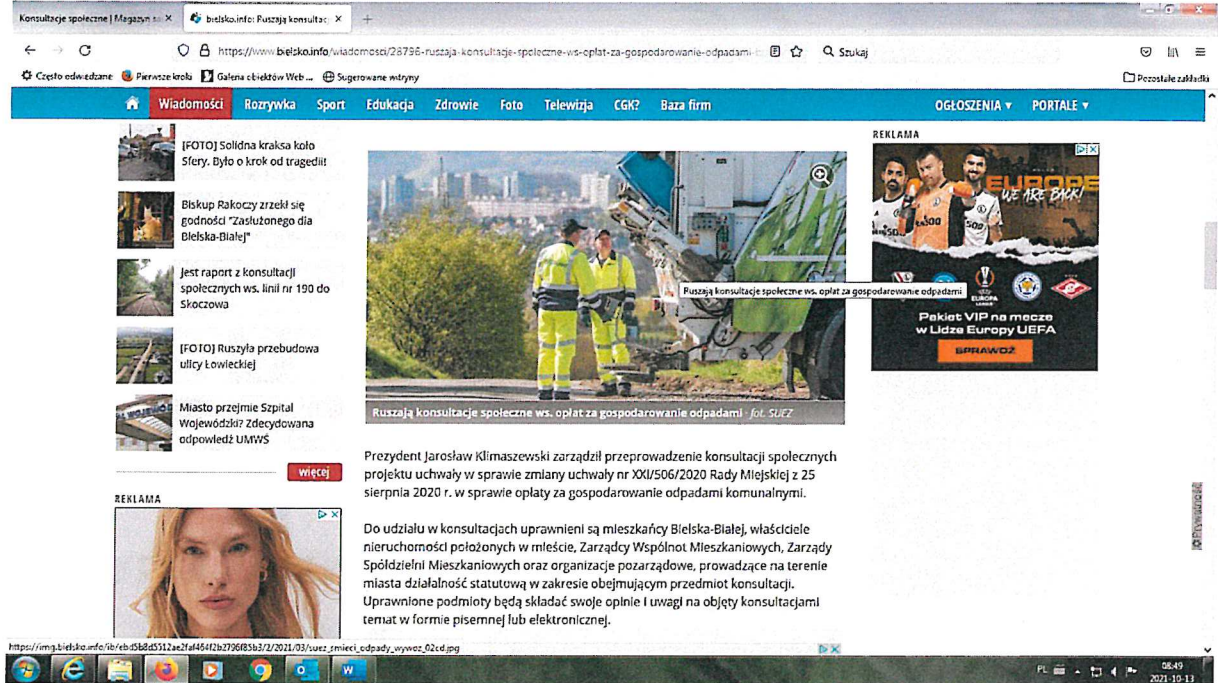 Konsultacje społeczne | Magazyn
bielsko.info: Ruszają konsultacj
https://www.bielsko.info/wiadomosci/28796-ruszaja-konsultacje-spoleczne-ws-oplat-za-gospodarowanie-odpadami-
Szukaj
Często odwiedzane
Pierwsze kroki
Galeria obiektów Web ...
Sugerowane witryny
Pozostałe zakładki
Wiadomości Rozrywka Sport Edukacja Zdrowie Foto Telewizja CGK? Baza firm OGŁOSZENIA PORTALE
[FOTO] Solidna kraksa koło
Sfery. Było o krok od tragedii!
Biskup Rakoczy zrzekł się
godności "Zasłużonego dla
Bielska-Białej"
Jest raport z konsultacji
społecznych ws. linii nr 190 do
Skoczowa
[FOTO] Ruszyła przebudowa
ulicy Łowieckiej
Miasto przejmie Szpital
Wojewódzki? Zdecydowana
odpowiedź UMWŚ
więcej
REKLAMA
Ruszają konsultacje społeczne ws. opłat za gospodarowanie odpadami
Ruszają konsultacje społeczne ws. opłat za gospodarowanie odpadami - fot. SUEZ
Prezydent Jarosław Klimaszewski zarządził przeprowadzenie konsultacji społecznych
projektu uchwały w sprawie zmiany uchwały nr XXI/506/2020 Rady Miejskiej z 25
sierpnia 2020 r. w sprawie opłaty za gospodarowanie odpadami komunalnymi.
Do udziału w konsultacjach uprawnieni są mieszkańcy Bielska-Białej, właściciele
nieruchomości położonych w mieście, Zarządcy Wspólnot Mieszkaniowych, Zarządy
Spółdzielni Mieszkaniowych oraz organizacje pozarządowe, prowadzące na terenie
miasta działalność statutową w zakresie obejmującym przedmiot konsultacji.
Uprawnione podmioty będą składać swoje opinie i uwagi na objęty konsultacjami
temat w formie pisemnej lub elektronicznej.
REKLAMA
EUROPE
WE ARE BACK!
EUROPA
LEAGUE
Pakiet VIP na mecze
w Lidze Europy UEFA
SPRAWDŹ
Prywatność
https://img.bielsko.info/ib/ebd5b8d5512ae2faf464f2b2796f85b3/2/2021/03/suez_smieci_odpady_wywoz_02cd.jpg
PL
08:49
2021-10-13